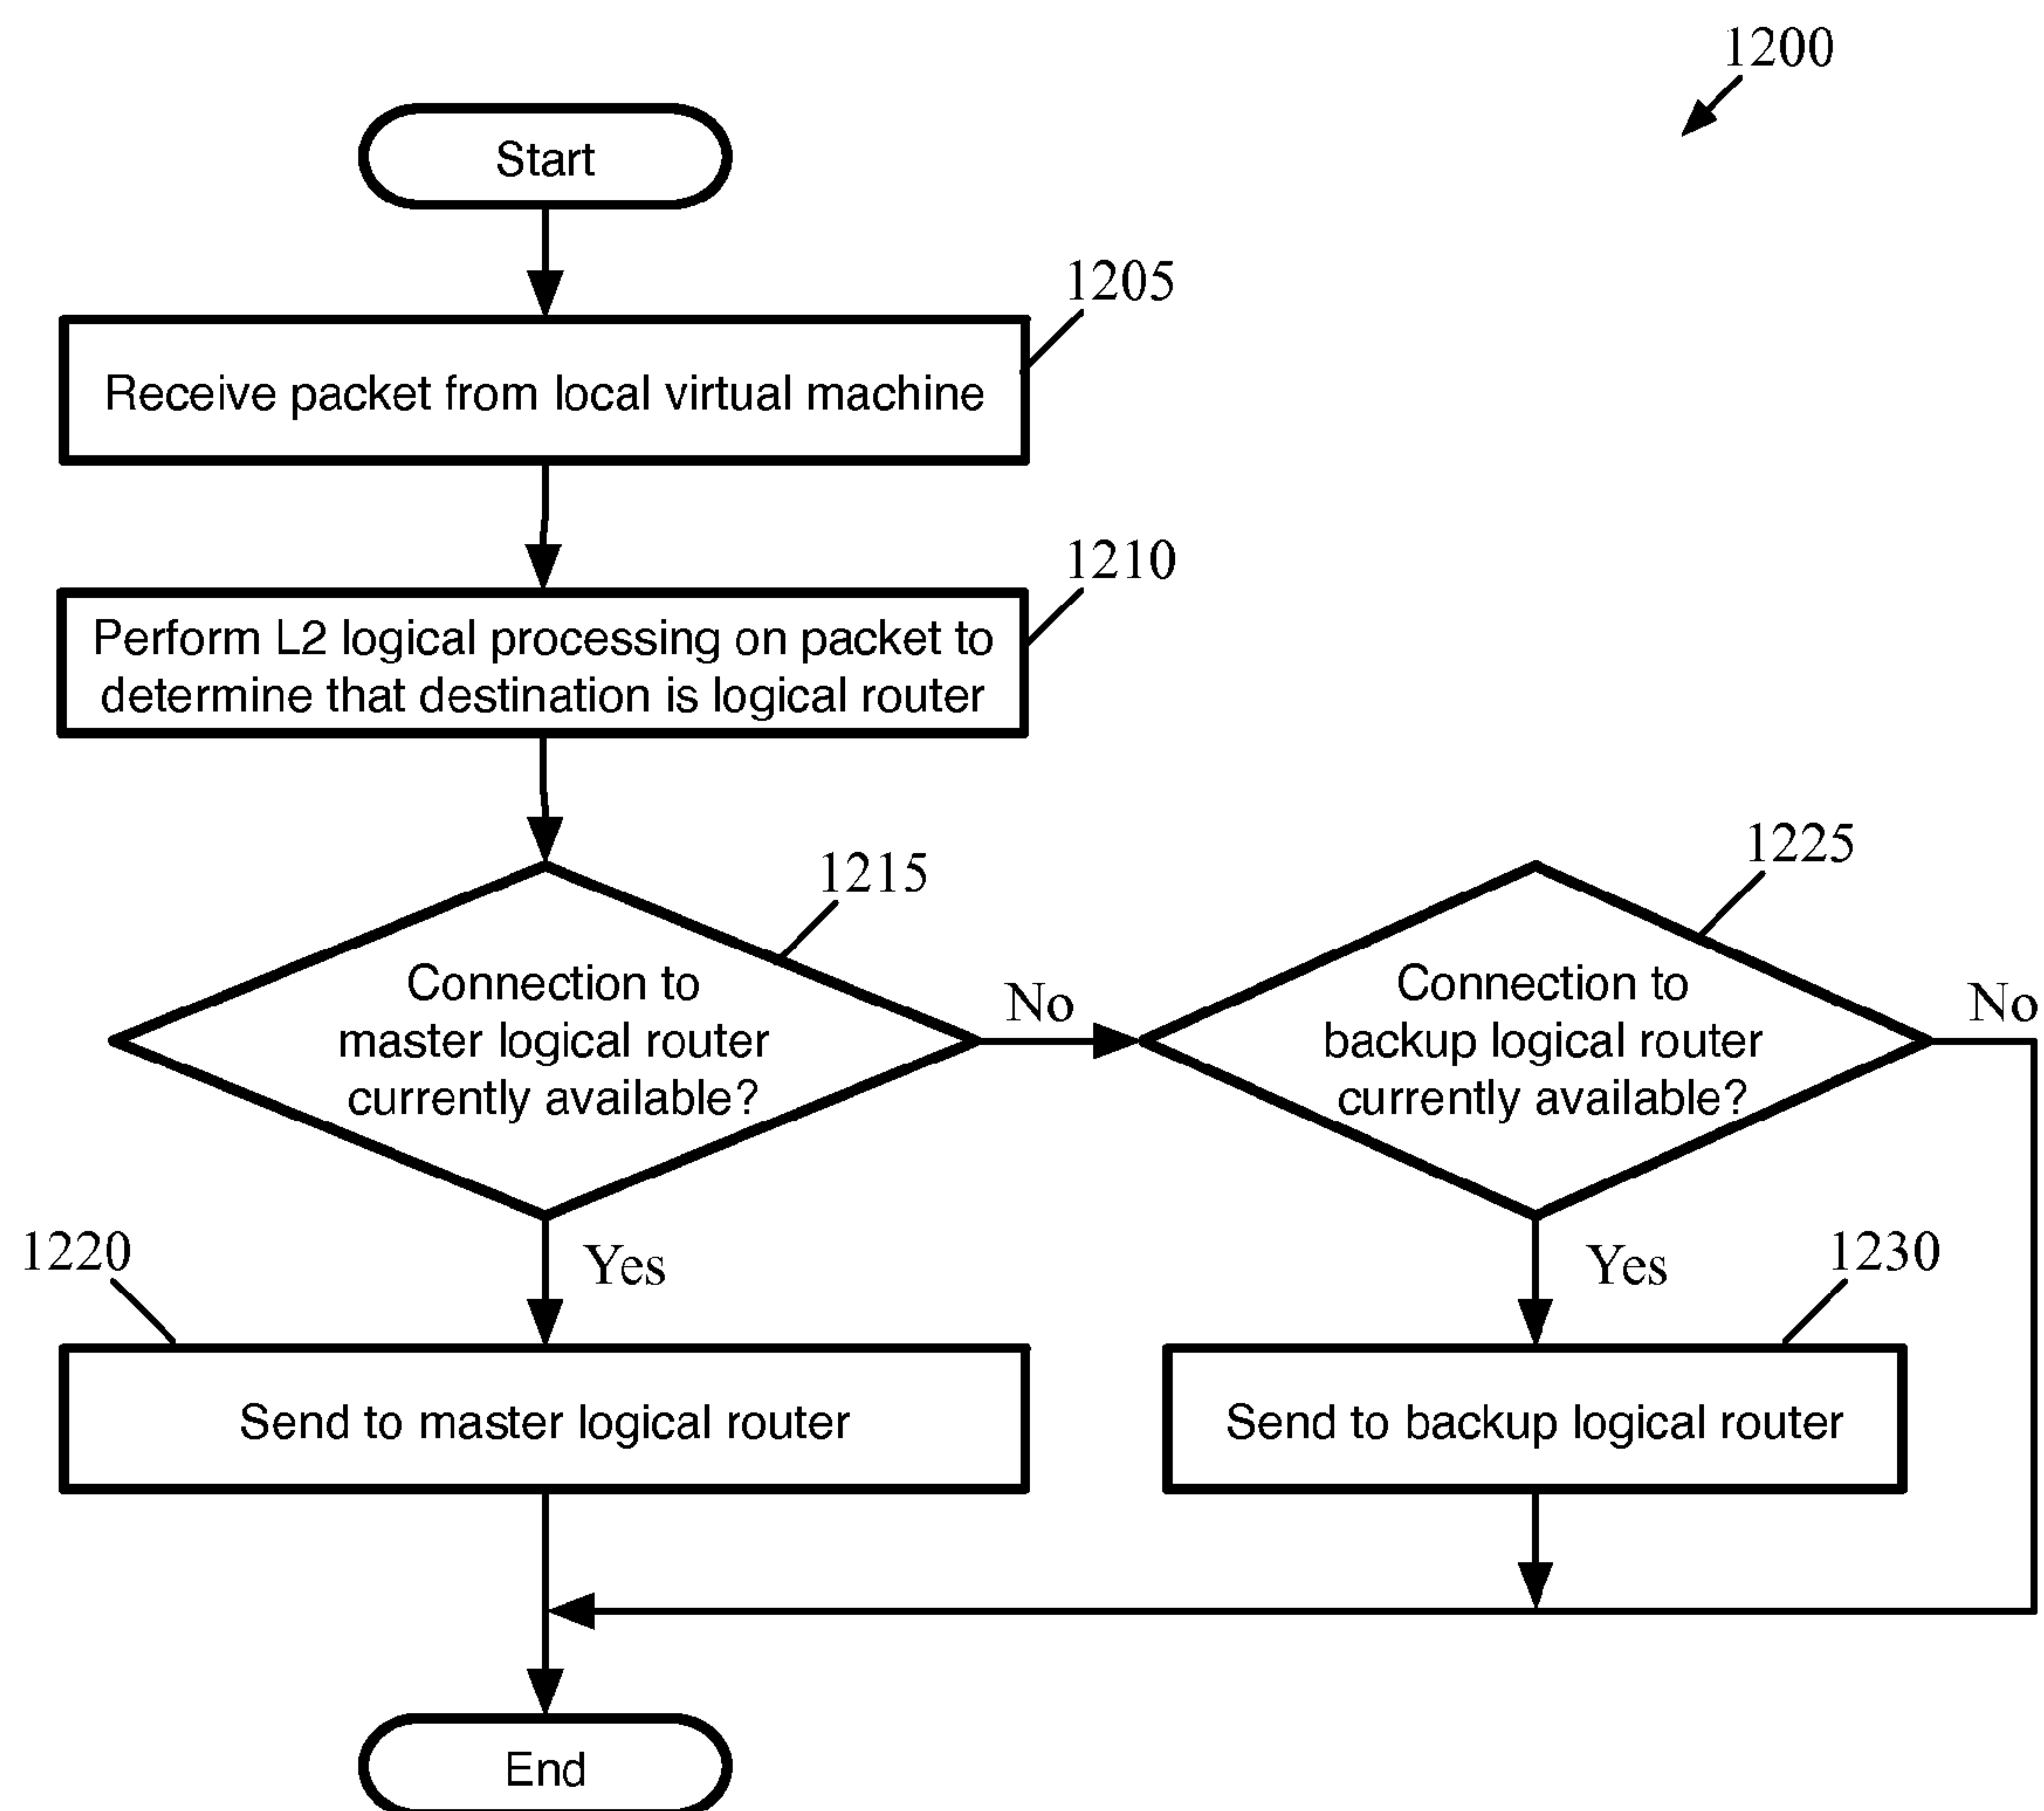 1200
Start
1205
Receive packet from local virtual machine
1210
Perform L2 logical processing on packet to
determine that destination is logical router
1215
Connection to
master logical router
currently available?
No
1225
Connection to
backup logical router
currently available?
No
1220
Yes
Send to master logical router
Yes
1230
Send to backup logical router
End